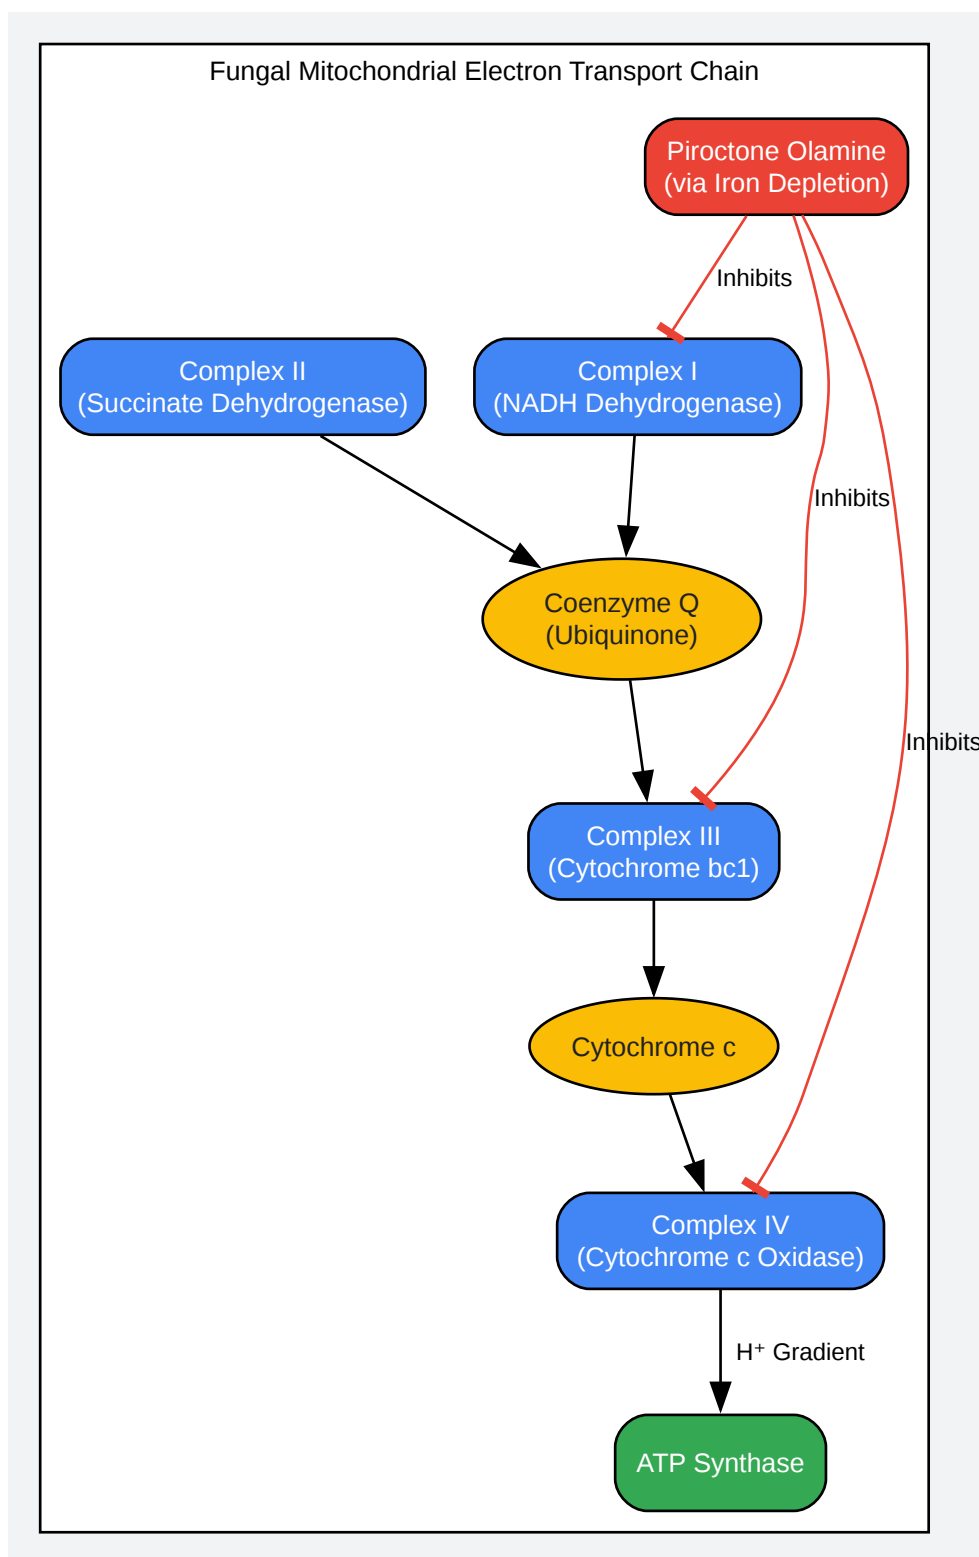 Fungal Mitochondrial Electron Transport Chain
Piroctone Olamine
(via Iron Depletion)
Inhibits
Complex II
(Succinate Dehydrogenase)
Complex I
(NADH Dehydrogenase)
Inhibits
Coenzyme Q
(Ubiquinone)
Inhibits
Complex III
(Cytochrome bc1)
Cytochrome c
Complex IV
(Cytochrome c Oxidase)
H⁺ Gradient
ATP Synthase